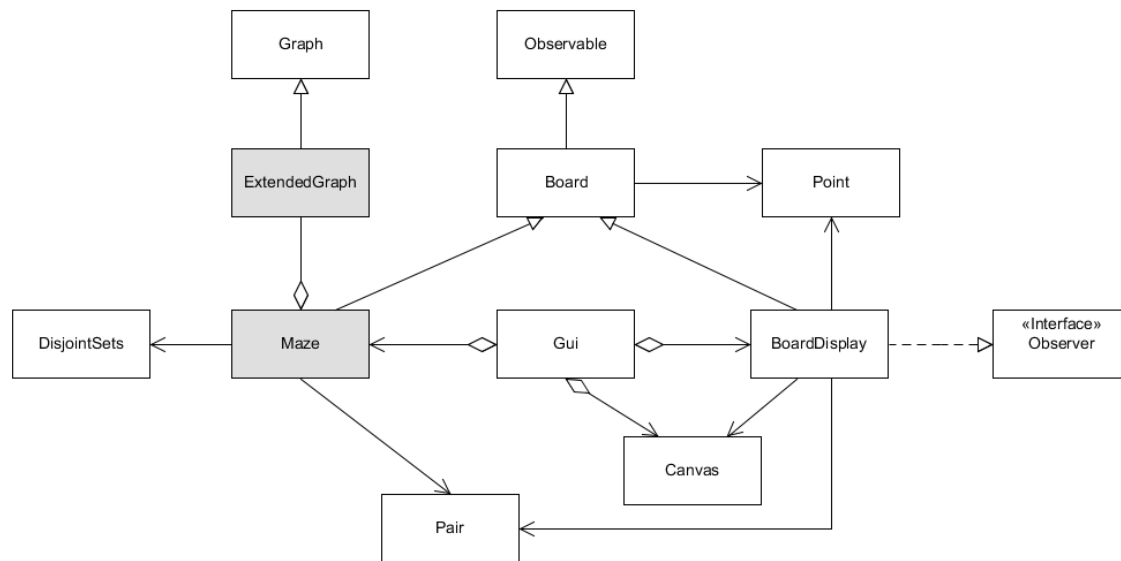 Graph
Observable
ExtendedGraph
Board
Point
DisjointSets
Maze
Gui
BoardDisplay
«Interface»
Observer
Canvas
Pair